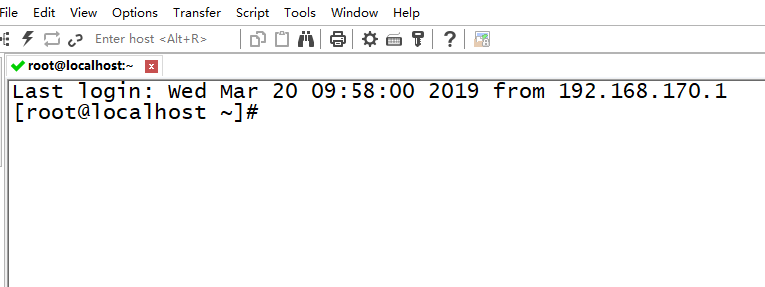 File Edit View Options Transfer Script Tools Window Help
Enter host <Alt+R>
root@localhost:~
Last login: Wed Mar 20 09:58:00 2019 from 192.168.170.1
[root@localhost ~]#